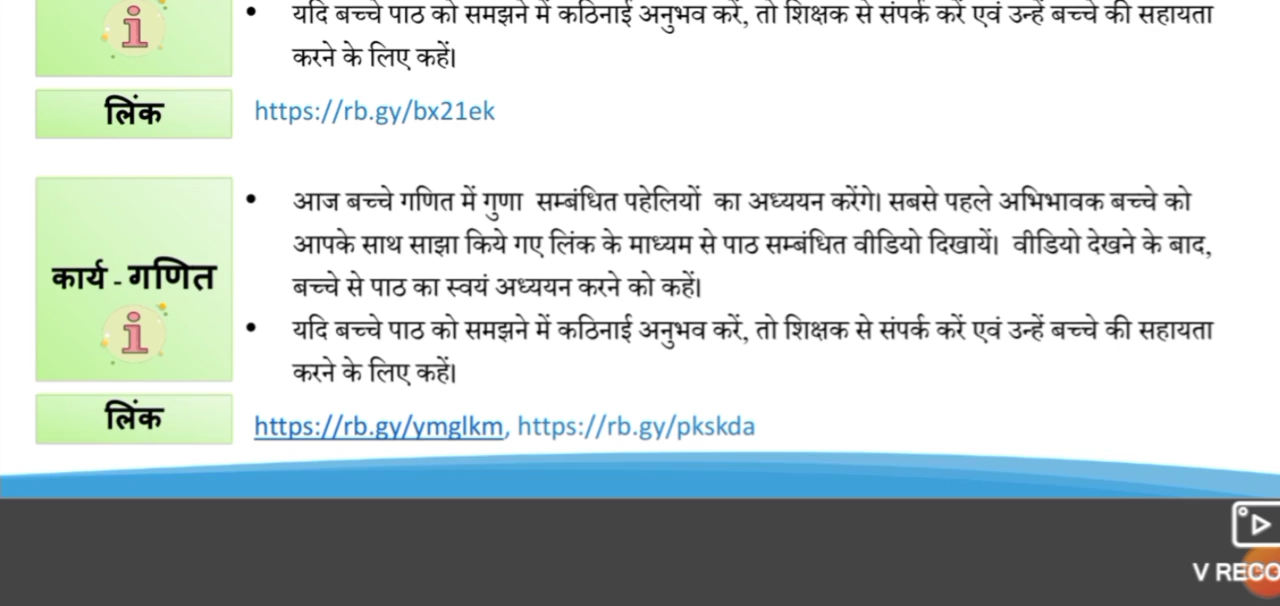 यदि बच्चे पाठ को समझने में कठिनाई अनुभव करें, तो शिक्षक से संपर्क करें एवं उन्हें बच्चे की सहायता
करने के लिए कहें।
लिंक
https://rb.gy/bx21ek
आज बच्चे गणित में गुणा सम्बंधित पहेलियों का अध्ययन करेंगे। सबसे पहले अभिभावक बच्चे को
आपके साथ साझा किये गए लिंक के माध्यम से पाठ सम्बंधित वीडियो दिखायें। वीडियो देखने के बाद,
कार्य - गणित
बच्चे से पाठ का स्वयं अध्ययन करने को कहें।
यदि बच्चे पाठ को समझने में कठिनाई अनुभव करें, तो शिक्षक से संपर्क करें एवं उन्हें बच्चे की सहायता
करने के लिए कहें।
लिंक
https://rb.gy/ymglkm, https://rb.gy/pkskda
V RECO